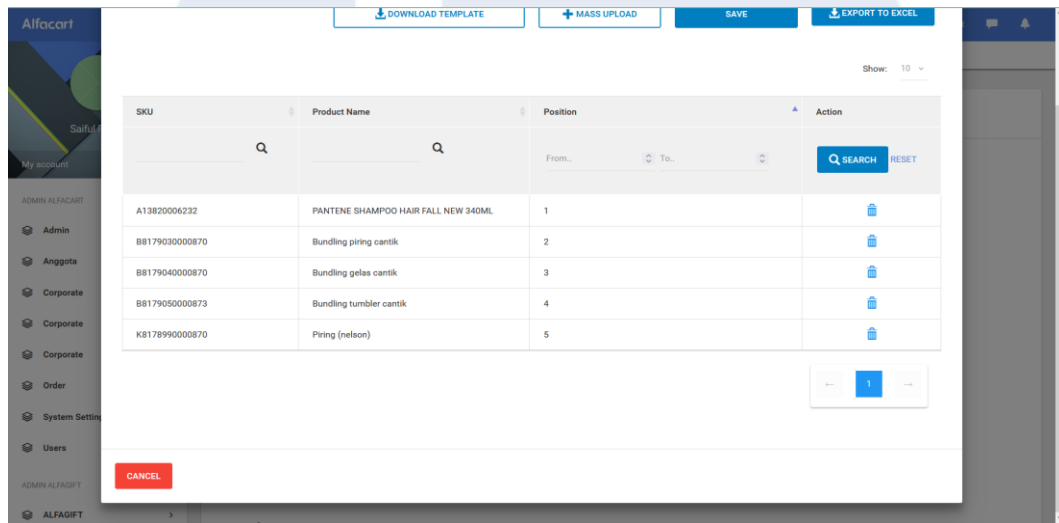 Alfacart
DOWNLOAD TEMPLATE
MASS UPLOAD
SAVE
EXPORT TO EXCEL
Show: 10
SKU Product Name Position Action
From.. To.. SEARCH RESET
A13820006232 PANTENE SHAMPOO HAIR FALL NEW 340ML 1
B8179030000870 Bundling piring cantik 2
B8179040000870 Bundling gelas cantik 3
B8179050000873 Bundling tumbler cantik 4
K8178990000870 Piring (nelson) 5
← 1 →
CANCEL
Saiful
My account
ADMIN ALFACART
Admin
Anggota
Corporate
Corporate
Corporate
Order
System Setting
Users
ADMIN ALFAGIFT
ALFAGIFT